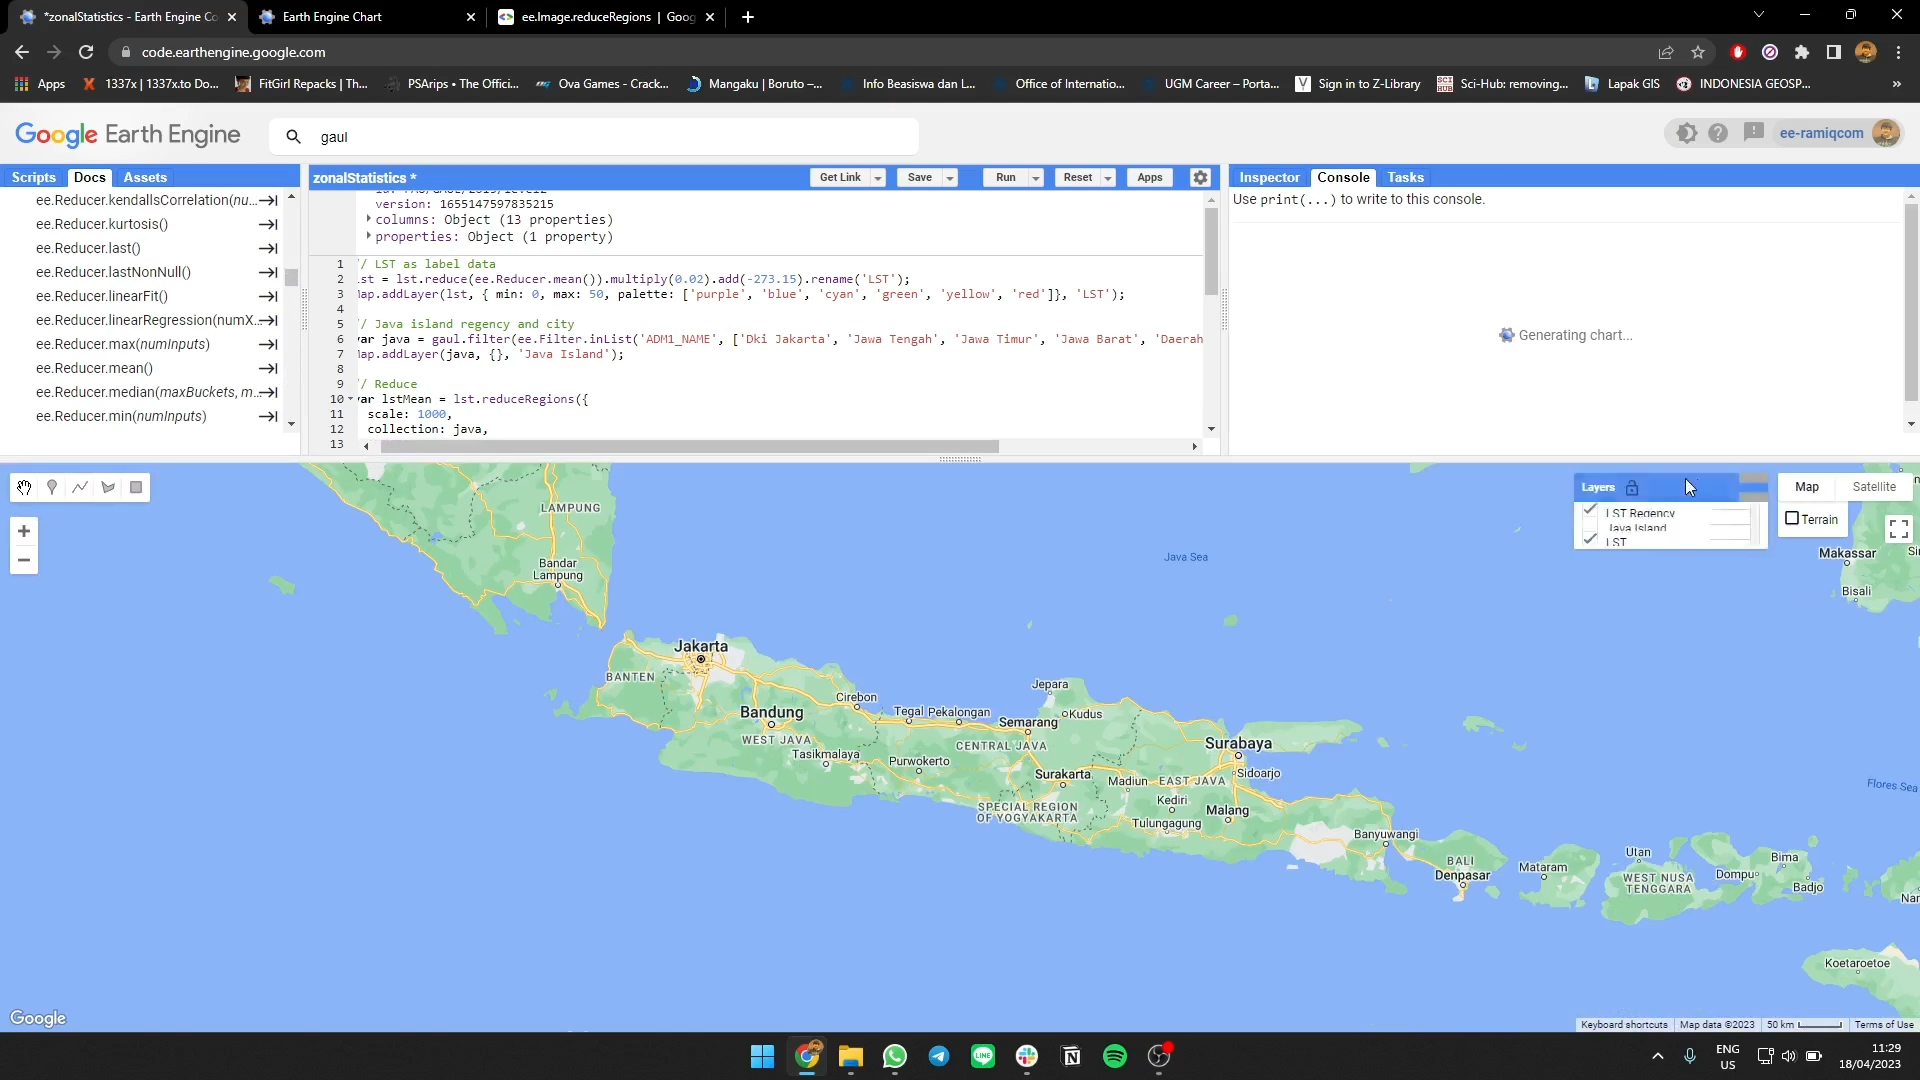 *zonalStatistics - Earth Engine Co
Earth Engine Chart
ee.Image.reduceRegions | Goog
code.earthengine.google.com
Apps
1337x | 1337x.to Do...
FitGirl Repacks | Th...
PSArips • The Offici...
Ova Games - Crack...
Mangaku | Boruto –...
Info Beasiswa dan L...
Office of Internatio...
UGM Career – Porta...
Sign in to Z-Library
Sci-Hub: removing...
Lapak GIS
INDONESIA GEOSP...
»
Google Earth Engine
gaul
ee-ramiqcom
Scripts
Docs
Assets
ee.Reducer.kendallsCorrelation(nu...
ee.Reducer.kurtosis()
ee.Reducer.last()
ee.Reducer.lastNonNull()
ee.Reducer.linearFit()
ee.Reducer.linearRegression(numX...
ee.Reducer.max(numInputs)
ee.Reducer.mean()
ee.Reducer.median(maxBuckets, m...
ee.Reducer.min(numInputs)
zonalStatistics *
Get Link
Save
Run
Reset
Apps
version: 1655147597835215
columns: Object (13 properties)
properties: Object (1 property)
1 / LST as label data
2 st = lst.reduce(ee.Reducer.mean()).multiply(0.02).add(-273.15).rename('LST');
3 ap.addLayer(lst, { min: 0, max: 50, palette: ['purple', 'blue', 'cyan', 'green', 'yellow', 'red']}, 'LST');
4
5 / Java island regency and city
6 var java = gaul.filter(ee.Filter.inList('ADM1_NAME', ['Dki Jakarta', 'Jawa Tengah', 'Jawa Timur', 'Jawa Barat', 'Daerah
7 ap.addLayer(java, {}, 'Java Island');
8
9 / Reduce
10 var lstMean = lst.reduceRegions({
11 scale: 1000,
12 collection: java,
13
Inspector
Console
Tasks
Use print(...) to write to this console.
Generating chart...
Layers
LST Regency
Java Island
LST
Map
Satellite
Terrain
LAMPUNG
Bandar
Lampung
Java Sea
Makassar
Bisali
Jakarta
BANTEN
Bandung
WEST JAVA
Tasikmalaya
Cirebon
Tegal
Pekalongan
Purwokerto
Jepara
Kudus
Semarang
CENTRAL JAVA
Surakarta
SPECIAL REGION
OF YOGYAKARTA
Madiun
EAST JAVA
Kediri
Tulungagung
Malang
Surabaya
Sidoarjo
Banyuwangi
BALI
Denpasar
Mataram
Utan
WEST NUSA
TENGGARA
Dompu
Bima
Badjo
Flores Sea
Koetaroetoe
Google
Keyboard shortcuts
Map data ©2023
50 km
Terms of Use
ENG
US
11:29
18/04/2023